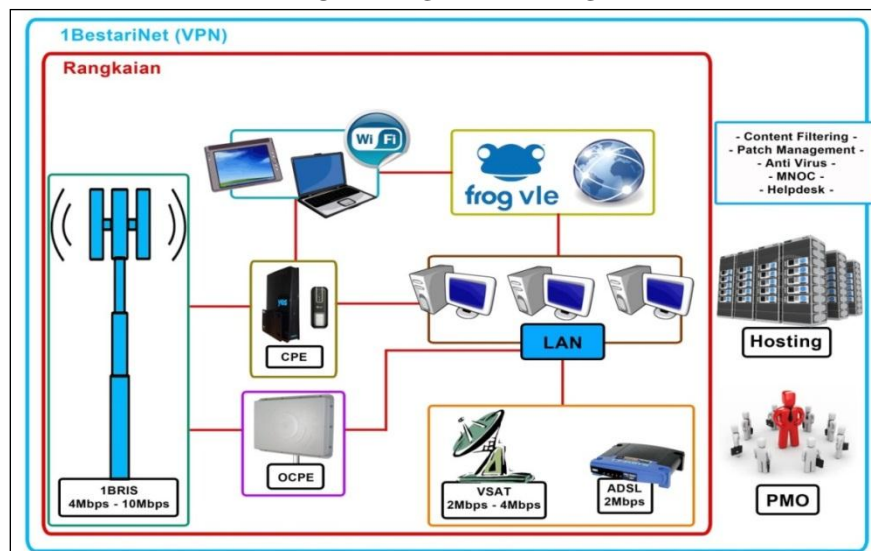 1BestariNet (VPN)
Rangkaian
Wi Fi
frog vle
- Content Filtering -
- Patch Management -
- Anti Virus -
- MNOC -
- Helpdesk -
CPE
LAN
Hosting
OCPE
1BRIS
4Mbps - 10Mbps
VSAT
2Mbps - 4Mbps
ADSL
2Mbps
PMO